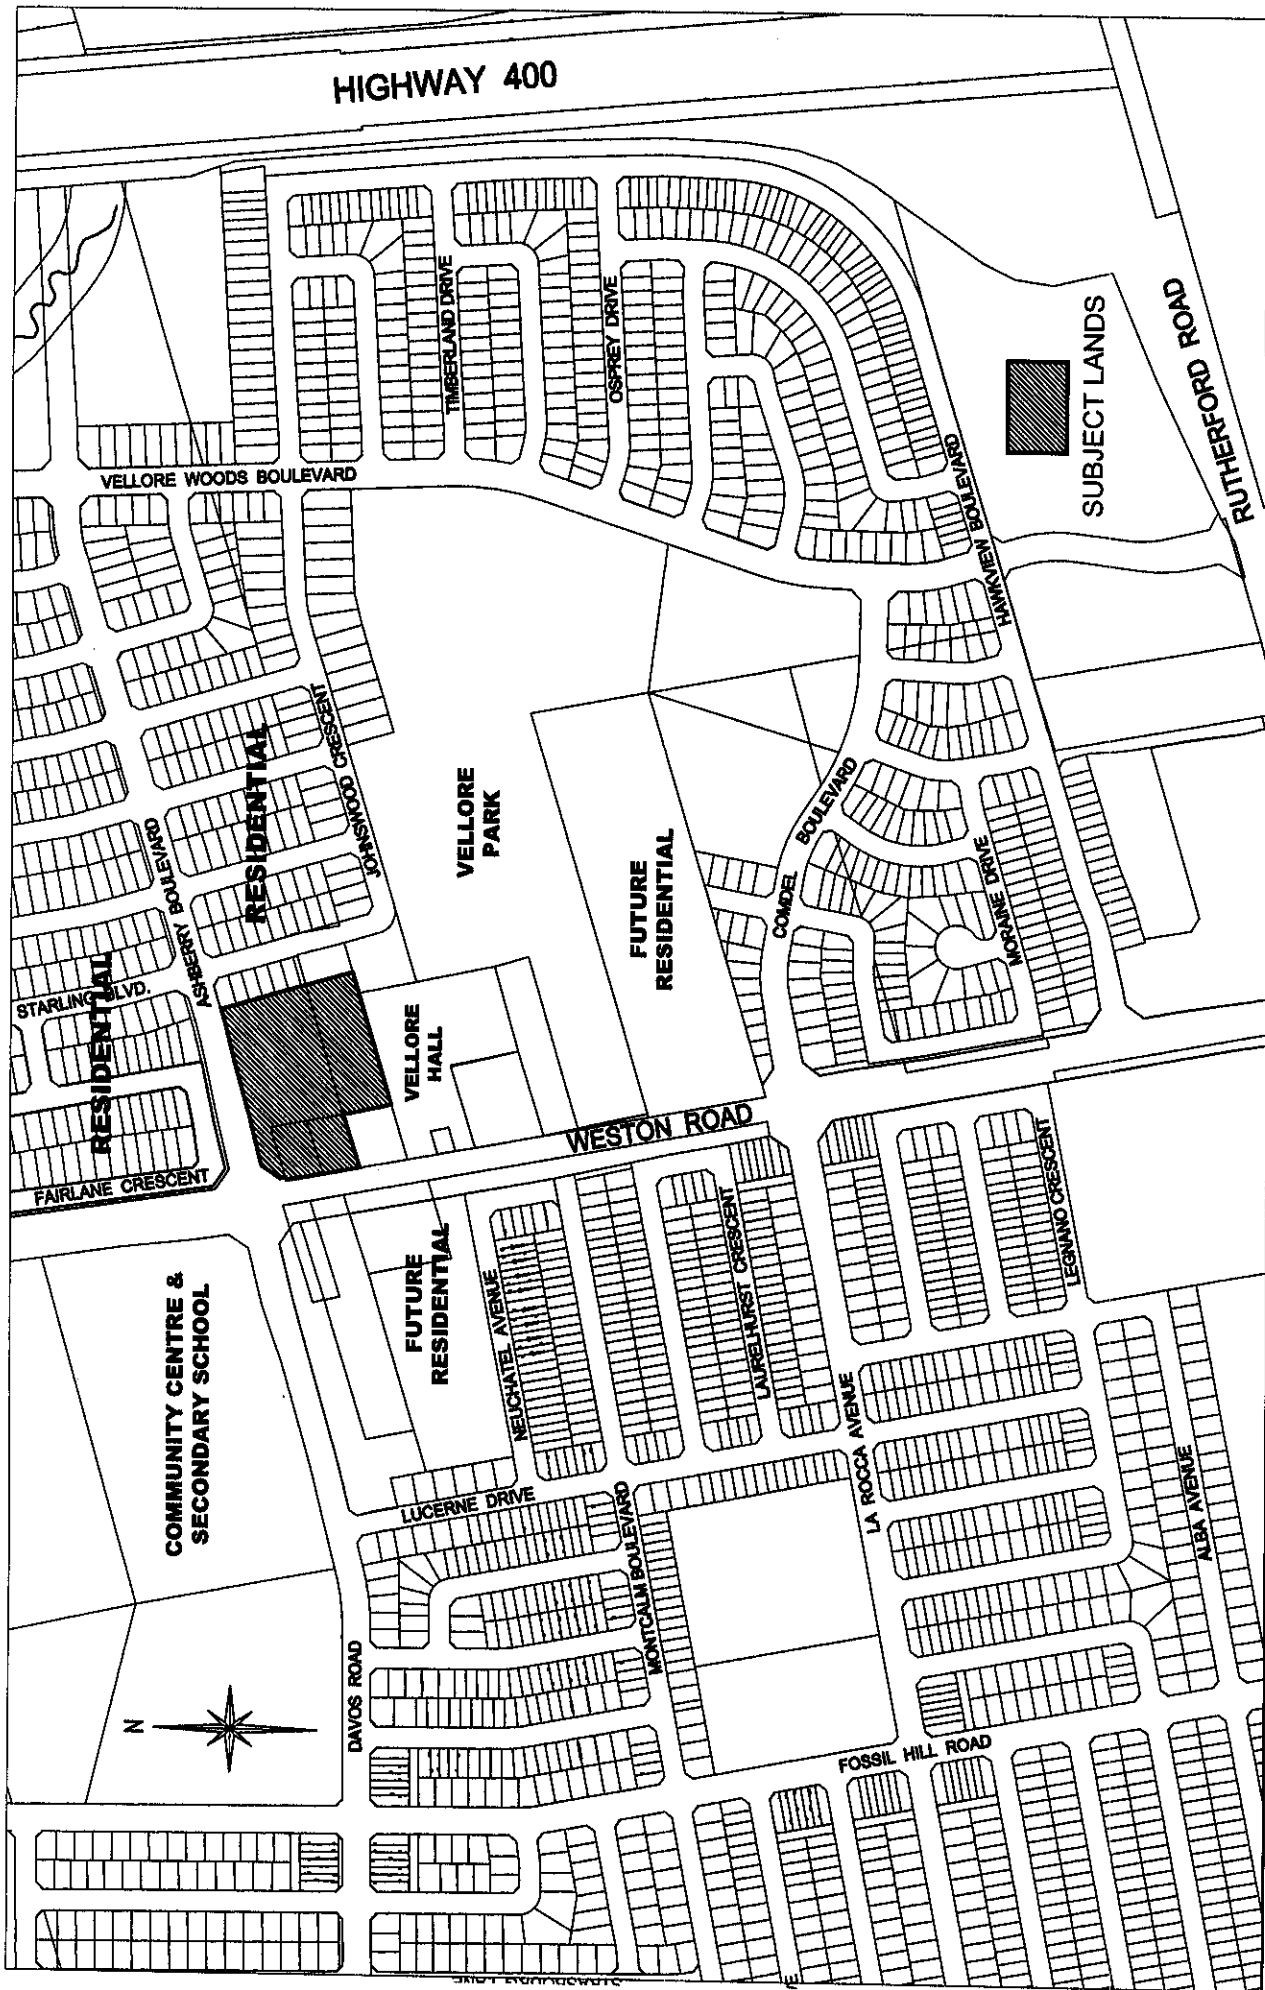 HIGHWAY 400
TIMBERLAND DRIVE
OSPREY DRIVE
VELLORE WOODS BOULEVARD
HAWKVIEW BOULEVARD
SUBJECT LANDS
RUTHERFORD ROAD
RESIDENTIAL
JOHNSWOOD CRESCENT
VELLORE
PARK
ASHBERRY BOULEVARD
STARLING BLVD.
RESIDENTIAL
FUTURE
RESIDENTIAL
COMDEL
BOULEVARD
MORAINE DRIVE
VELLORE
HALL
FAIRLANE CRESCENT
WESTON ROAD
COMMUNITY CENTRE &
SECONDARY SCHOOL
FUTURE
RESIDENTIAL
NEUCHATEL AVENUE
LAURELHURST CRESCENT
LEGNANO CRESCENT
LUCERNE DRIVE
MONTCALM BOULEVARD
LA ROCCA AVENUE
ALBA AVENUE
N
DAVOS ROAD
FOSSIL HILL ROAD